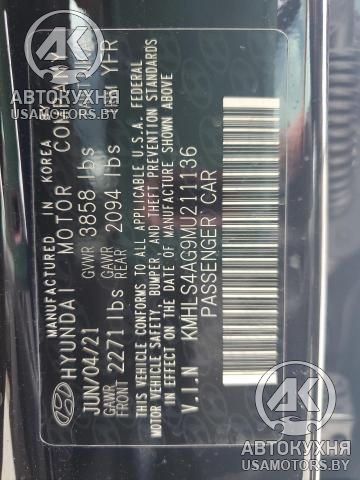 MANUFACTURED IN KOREA BY
HYUNDAI MOTOR COMPANY
JUN/04/21 GVWR 3858 lbs
GAWR FRONT 2271 lbs GAWR REAR 2094 lbs YFR
THIS VEHICLE CONFORMS TO ALL APPLICABLE U.S.A. FEDERAL
MOTOR VEHICLE SAFETY, BUMPER, AND THEFT PREVENTION STANDARDS
IN EFFECT ON THE DATE OF MANUFACTURE SHOWN ABOVE
V.I.N KMHLS4AG9MU211136
PASSENGER CAR
АВТОКУХНЯ
USAMOTORS.BY
АВТОКУХНЯ
USAMOTORS.BY